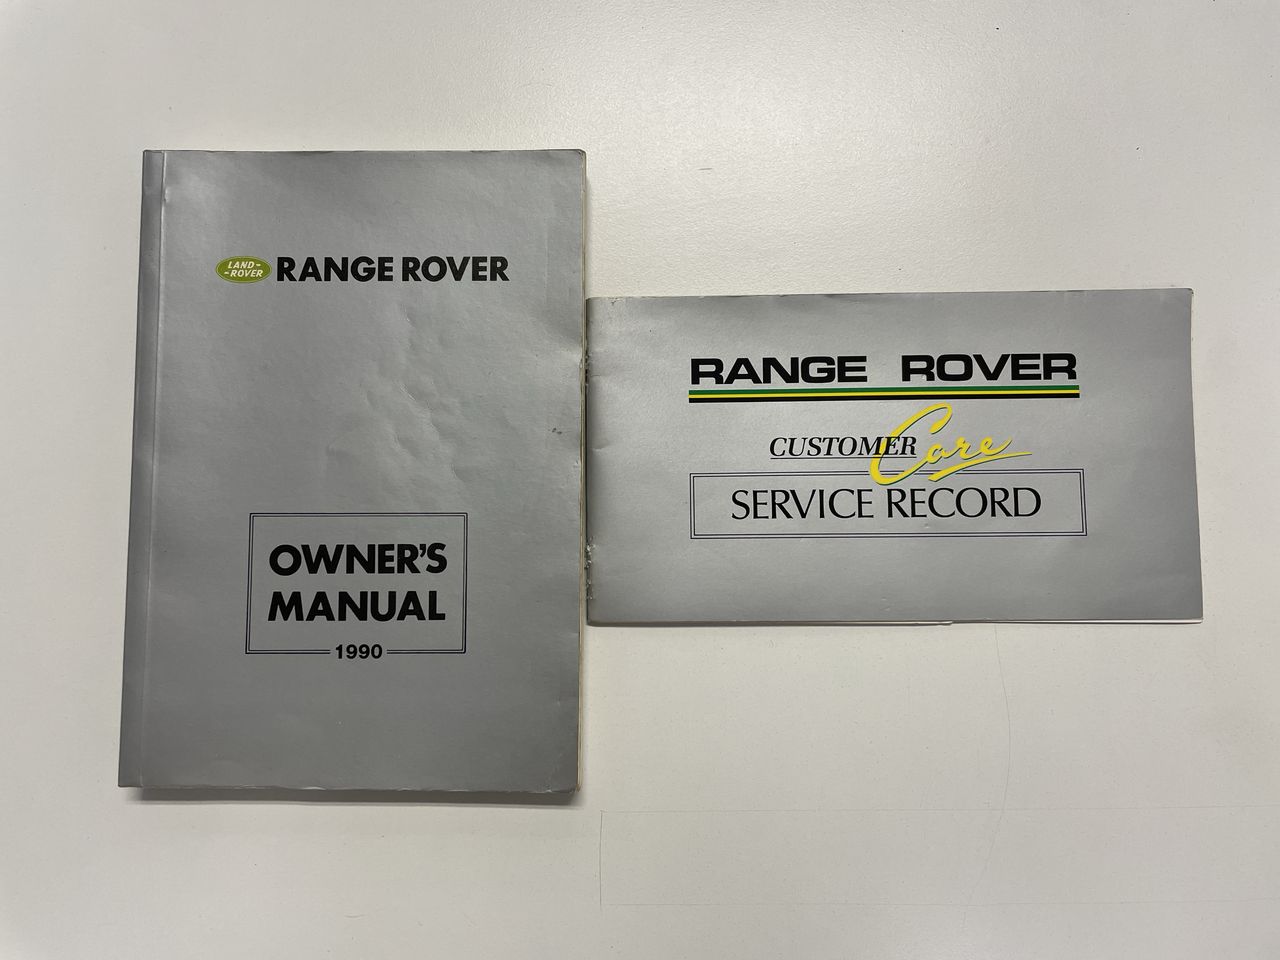 LAND-
-ROVER
RANGE ROVER
OWNER'S
MANUAL
1990
RANGE ROVER
CUSTOMER Care
SERVICE RECORD